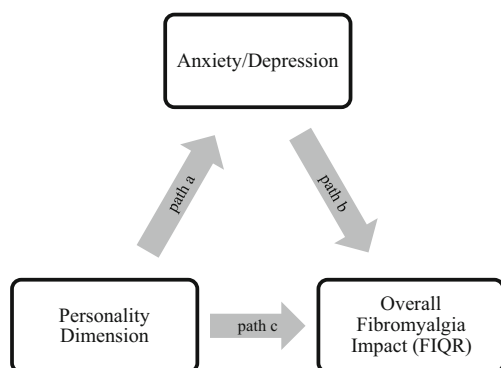 Anxiety/Depression
path a
path b
Personality
Dimension
path c
Overall
Fibromyalgia
Impact (FIQR)